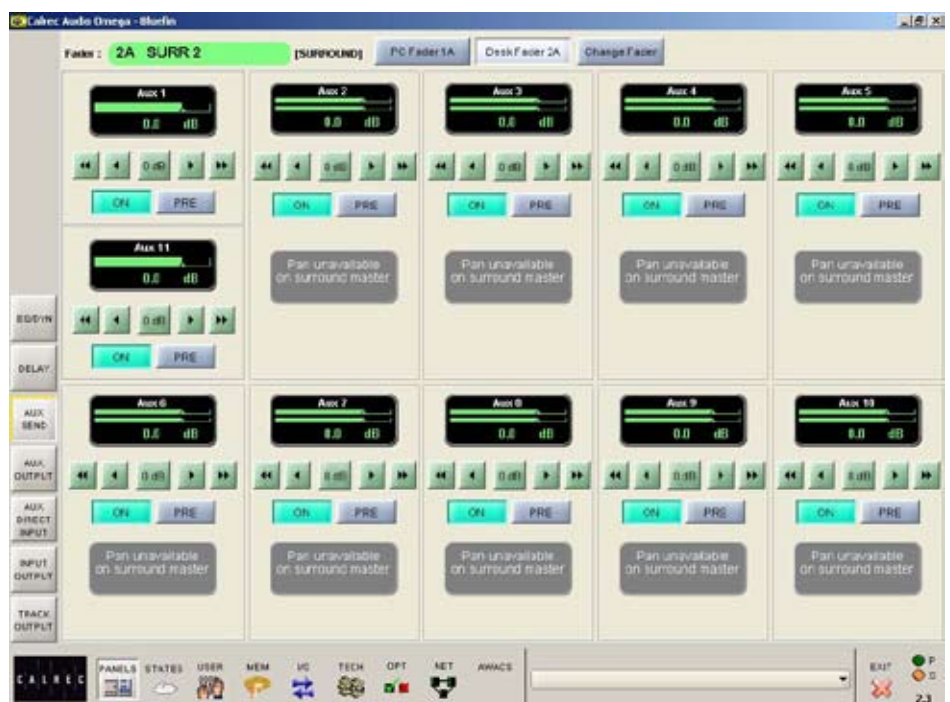 Calrec Audio Omega - Bluefin
Fader : 2A SURR 2 [SURROUND] PC Fader 1A Desk Fader 2A Change Fader
Aux 1 Aux 2 Aux 3 Aux 4 Aux 5
0.0 dB 0.0 dB 0.0 dB 0.0 dB 0.0 dB
0 dB 0 dB 0 dB 0 dB 0 dB
ON PRE ON PRE ON PRE ON PRE ON PRE
Aux 11
0.0 dB
0 dB
ON PRE
Pan unavailable on surround master
Pan unavailable on surround master
Pan unavailable on surround master
Pan unavailable on surround master
Aux 6 Aux 7 Aux 8 Aux 9 Aux 10
0.0 dB 0.0 dB 0.0 dB 0.0 dB 0.0 dB
0 dB 0 dB 0 dB 0 dB 0 dB
ON PRE ON PRE ON PRE ON PRE ON PRE
Pan unavailable on surround master
Pan unavailable on surround master
Pan unavailable on surround master
Pan unavailable on surround master
Pan unavailable on surround master
EQ/DYN
DELAY
AUX SEND
AUX OUTPUT
AUX DIRECT INPUT
INPUT OUTPUT
TRACK OUTPUT
CALREC PANELS STATES USER MEM I/O TECH OPT NET AWACS EXIT P
S
2.3